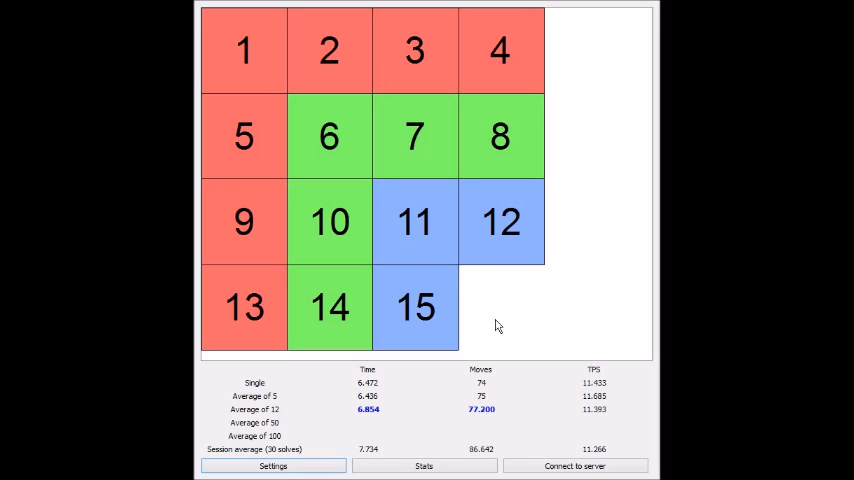 1 2 3 4
5 6 7 8
9 10 11 12
13 14 15
Time Moves TPS
Single 6.472 74 11.433
Average of 5 6.436 75 11.685
Average of 12 6.854 77.200 11.393
Average of 50
Average of 100
Session average (30 solves) 7.734 86.642 11.266
Settings Stats Connect to server